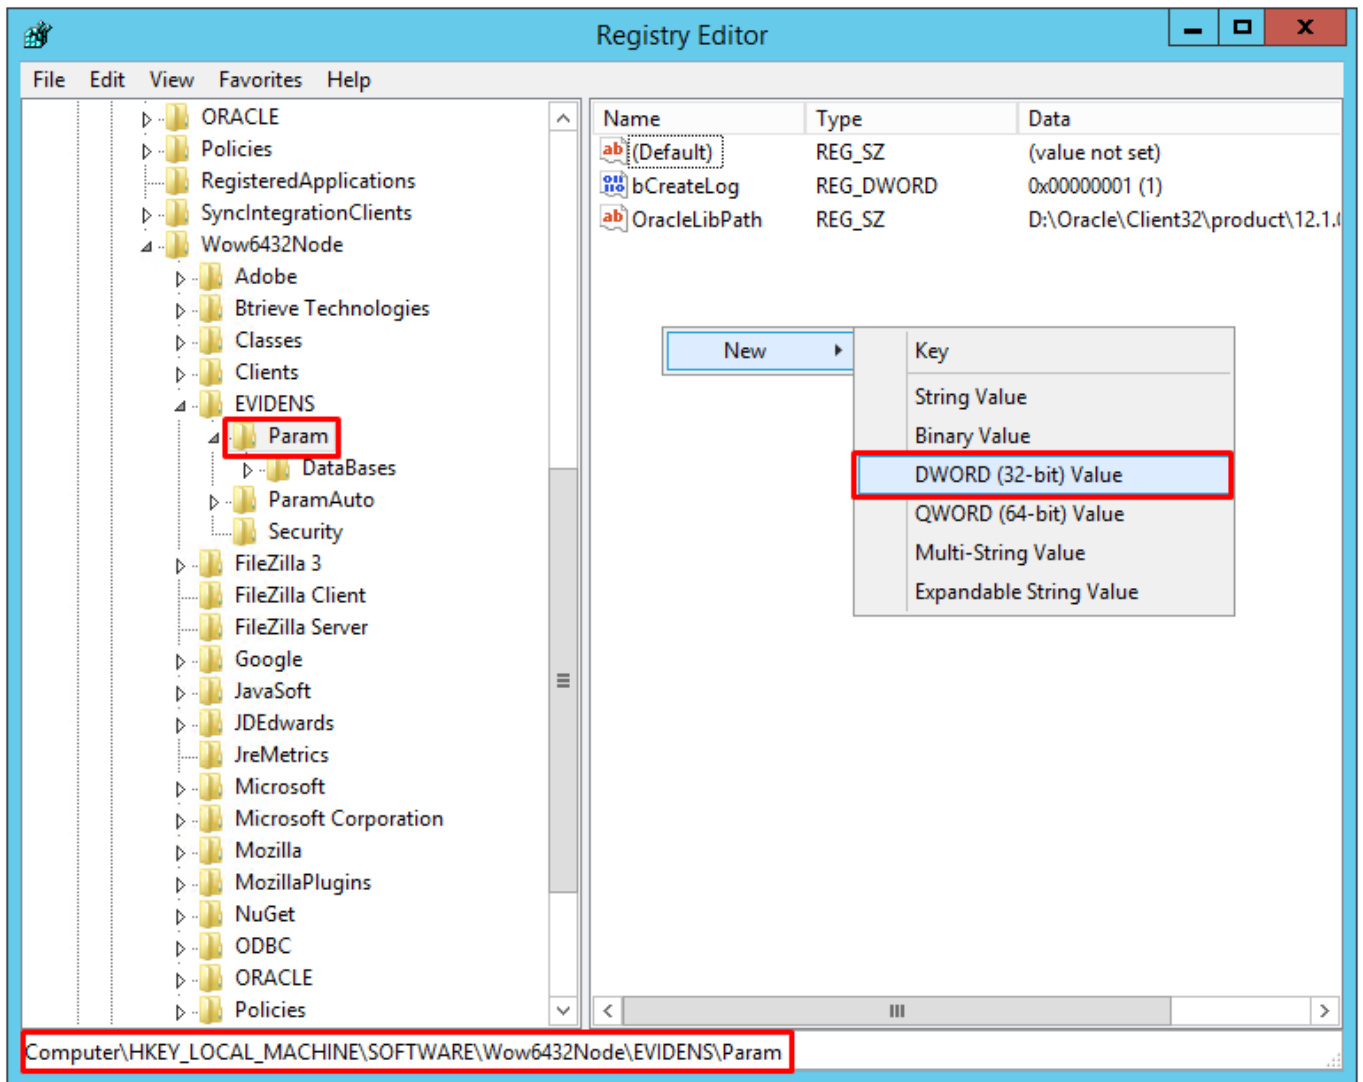 Registry Editor
File Edit View Favorites Help
ORACLE
Policies
RegisteredApplications
SyncIntegrationClients
Wow6432Node
Adobe
Btrieve Technologies
Classes
Clients
EVIDENS
Param
DataBases
ParamAuto
Security
FileZilla 3
FileZilla Client
FileZilla Server
Google
JavaSoft
JDEdwards
JreMetrics
Microsoft
Microsoft Corporation
Mozilla
MozillaPlugins
NuGet
ODBC
ORACLE
Policies
Name Type Data
(Default) REG_SZ (value not set)
bCreateLog REG_DWORD 0x00000001 (1)
OracleLibPath REG_SZ D:\Oracle\Client32\product\12.1.
New
Key
String Value
Binary Value
DWORD (32-bit) Value
QWORD (64-bit) Value
Multi-String Value
Expandable String Value
Computer\HKEY_LOCAL_MACHINE\SOFTWARE\Wow6432Node\EVIDENS\Param